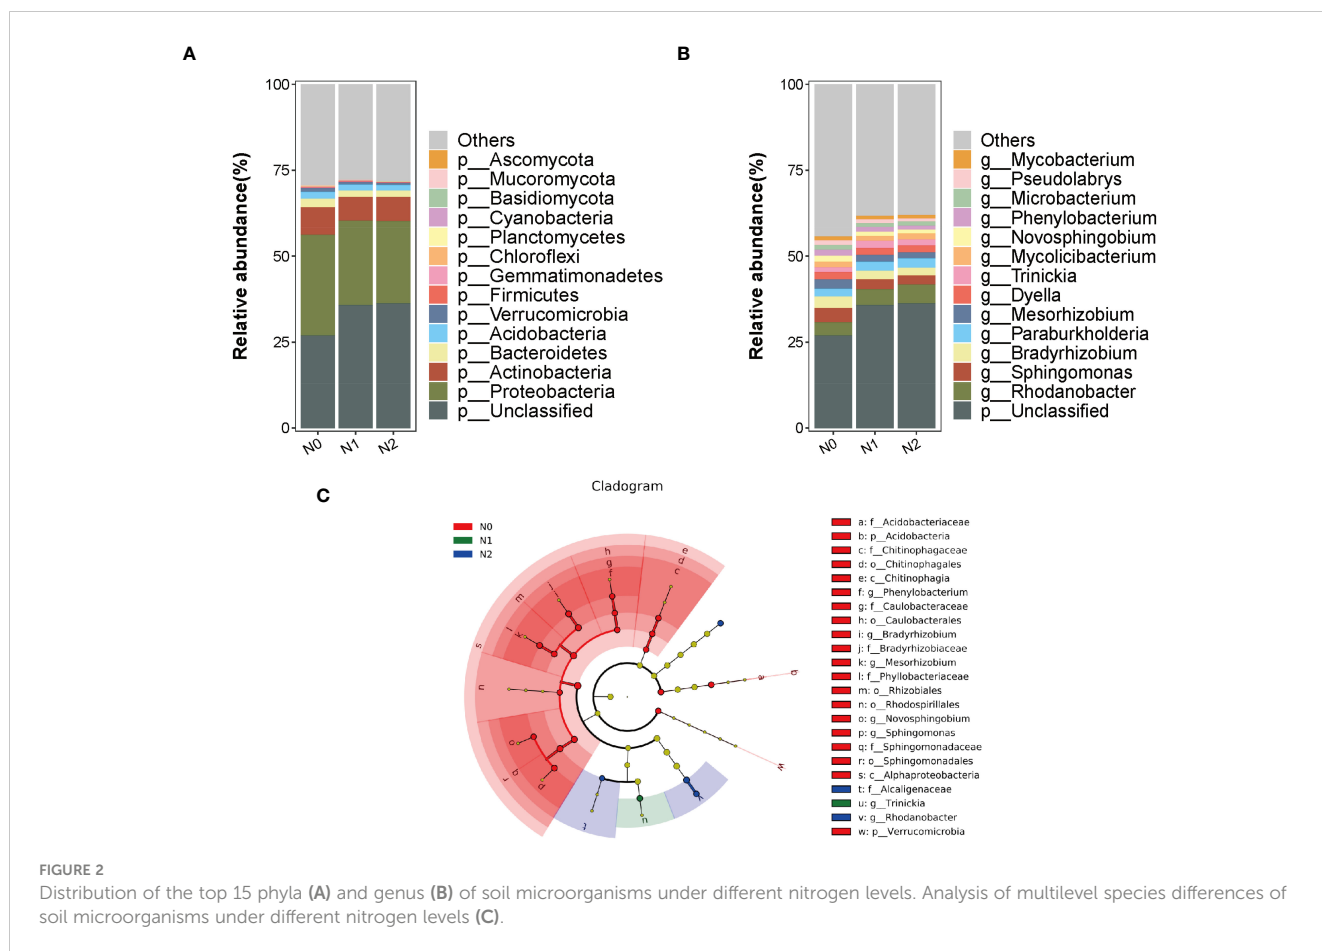 A
B
100
75
50
25
0
Relative abundance(%)
N0
N1
N2
Others
p__Ascomycota
p__Mucoromycota
p__Basidiomycota
p__Cyanobacteria
p__Planctomycetes
p__Chloroflexi
p__Gemmatimonadetes
p__Firmicutes
p__Verrucomicrobia
p__Acidobacteria
p__Bacteroidetes
p__Actinobacteria
p__Proteobacteria
p__Unclassified
100
75
50
25
0
Relative abundance(%)
N0
N1
N2
Others
g__Mycobacterium
g__Pseudolabrys
g__Microbacterium
g__Phenylobacterium
g__Novosphingobium
g__Mycolicibacterium
g__Trinickia
g__Dyella
g__Mesorhizobium
g__Paraburkholderia
g__Bradyrhizobium
g__Sphingomonas
g__Rhodanobacter
p__Unclassified
C
Cladogram
N0
N1
N2
e
d
c
h
g
f
j
i
m
l
k
s
n
o
r
q
p
t
u
v
w
a
b
a: f__Acidobacteriaceae
b: p__Acidobacteria
c: f__Chitinophagaceae
d: o__Chitinophagales
e: c__Chitinophagia
f: g__Phenylobacterium
g: f__Caulobacteraceae
h: o__Caulobacterales
i: g__Bradyrhizobium
j: f__Bradyrhizobiaceae
k: g__Mesorhizobium
l: f__Phyllobacteriaceae
m: o__Rhizobiales
n: o__Rhodospirillales
o: g__Novosphingobium
p: g__Sphingomonas
q: f__Sphingomonadaceae
r: o__Sphingomonadales
s: c__Alphaproteobacteria
t: f__Alcaligenaceae
u: g__Trinickia
v: g__Rhodanobacter
w: p__Verrucomicrobia
FIGURE 2
Distribution of the top 15 phyla (A) and genus (B) of soil microorganisms under different nitrogen levels. Analysis of multilevel species differences of
soil microorganisms under different nitrogen levels (C).